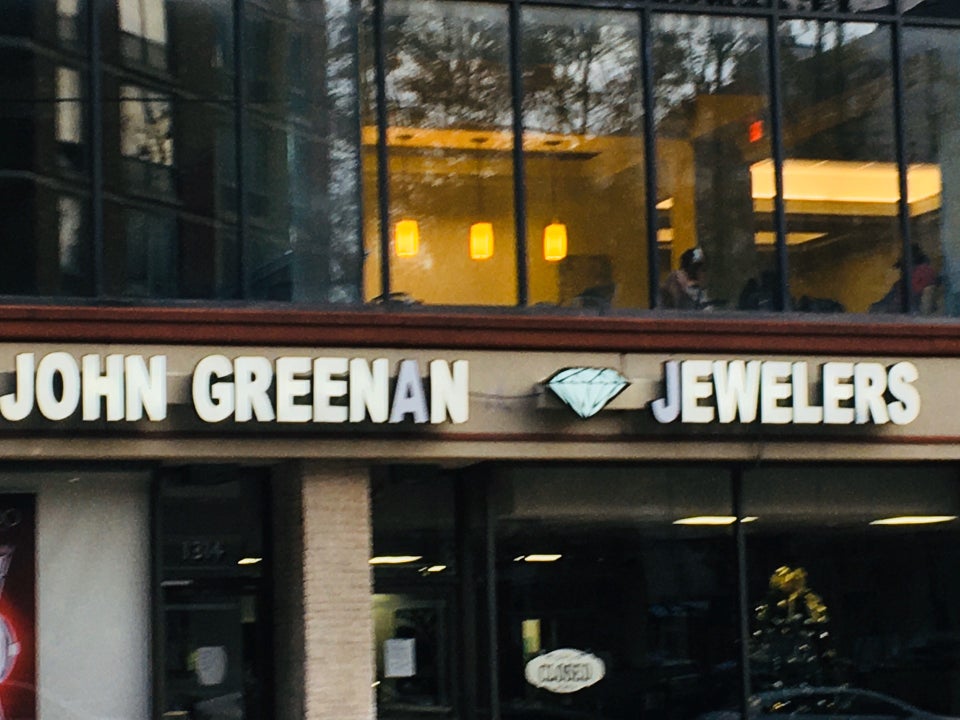 JOHN GREENAN JEWELERS
1314
CLOSED